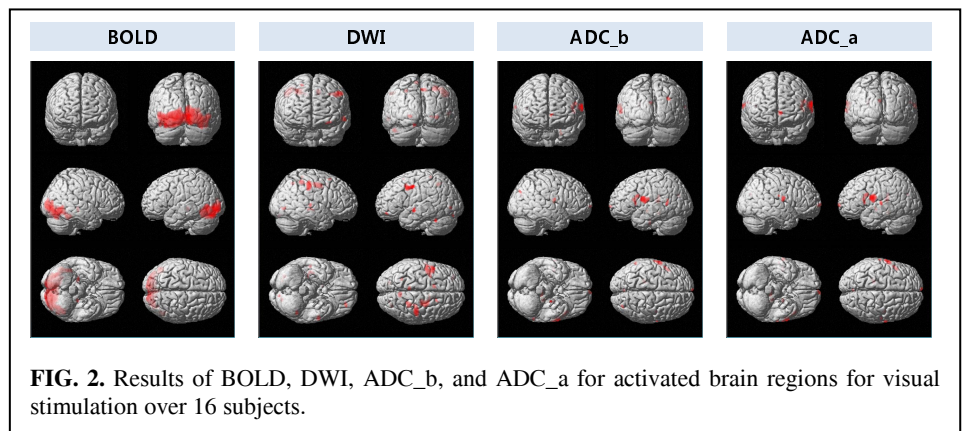 BOLD
DWI
ADC_b
ADC_a
FIG. 2. Results of BOLD, DWI, ADC_b, and ADC_a for activated brain regions for visual
stimulation over 16 subjects.